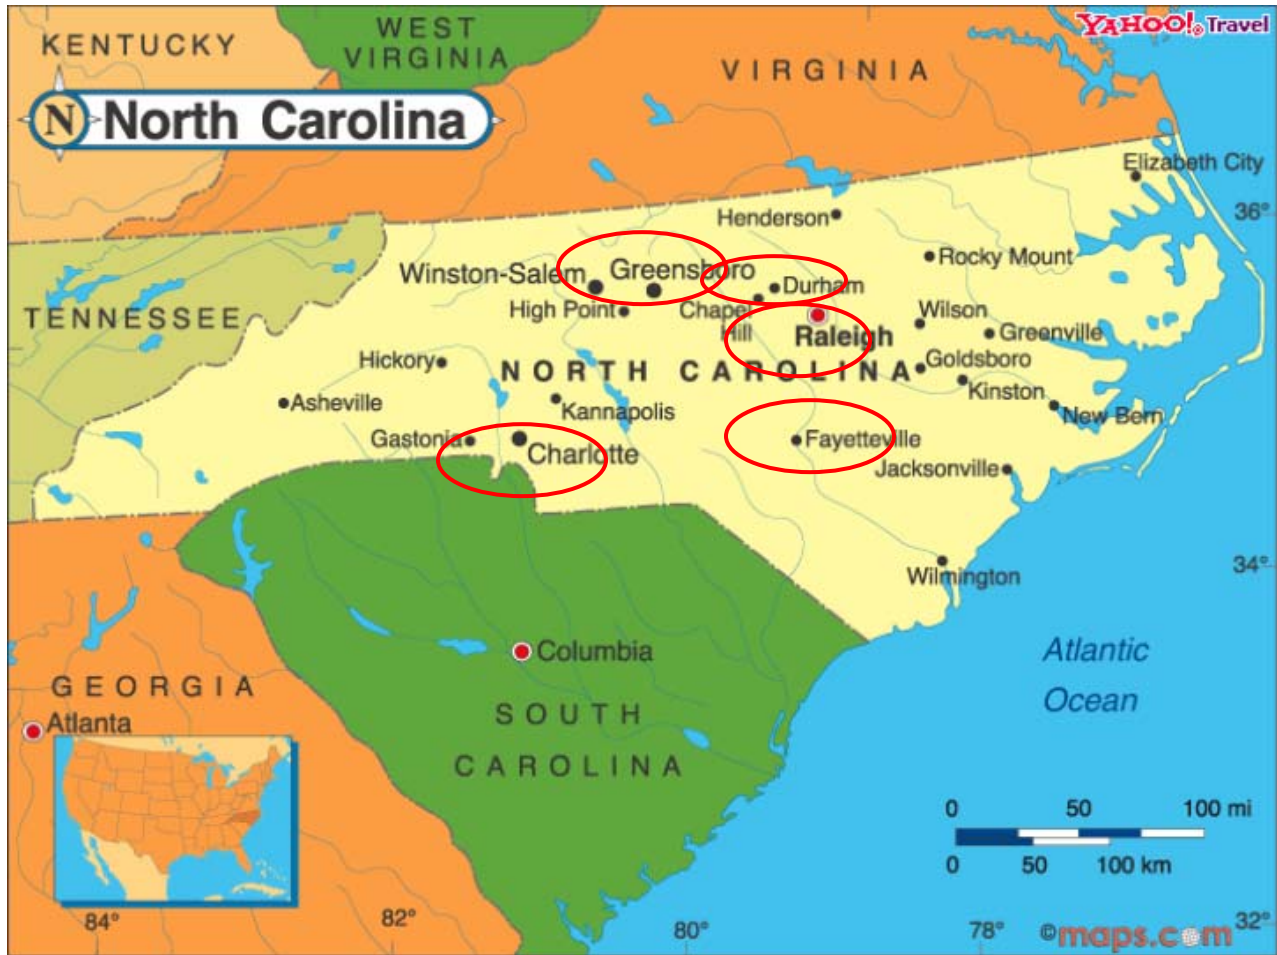 YAHOO! Travel
KENTUCKY
WEST
VIRGINIA
VIRGINIA
N
North Carolina
Elizabeth City
36°
Henderson
Rocky Mount
Winston-Salem
Greensboro
Durham
High Point
Chapel
Hill
Raleigh
Wilson
Greenville
TENNESSEE
Hickory
NORTH CAROLINA
Goldsboro
Kinston
Asheville
Kannapolis
New Bern
Gastonia
Charlotte
Fayetteville
Jacksonville
34°
Wilmington
Columbia
Atlantic
Ocean
GEORGIA
Atlanta
SOUTH
CAROLINA
0 50 100 mi
0 50 100 km
84°
82°
80°
78°
32°
©maps.com